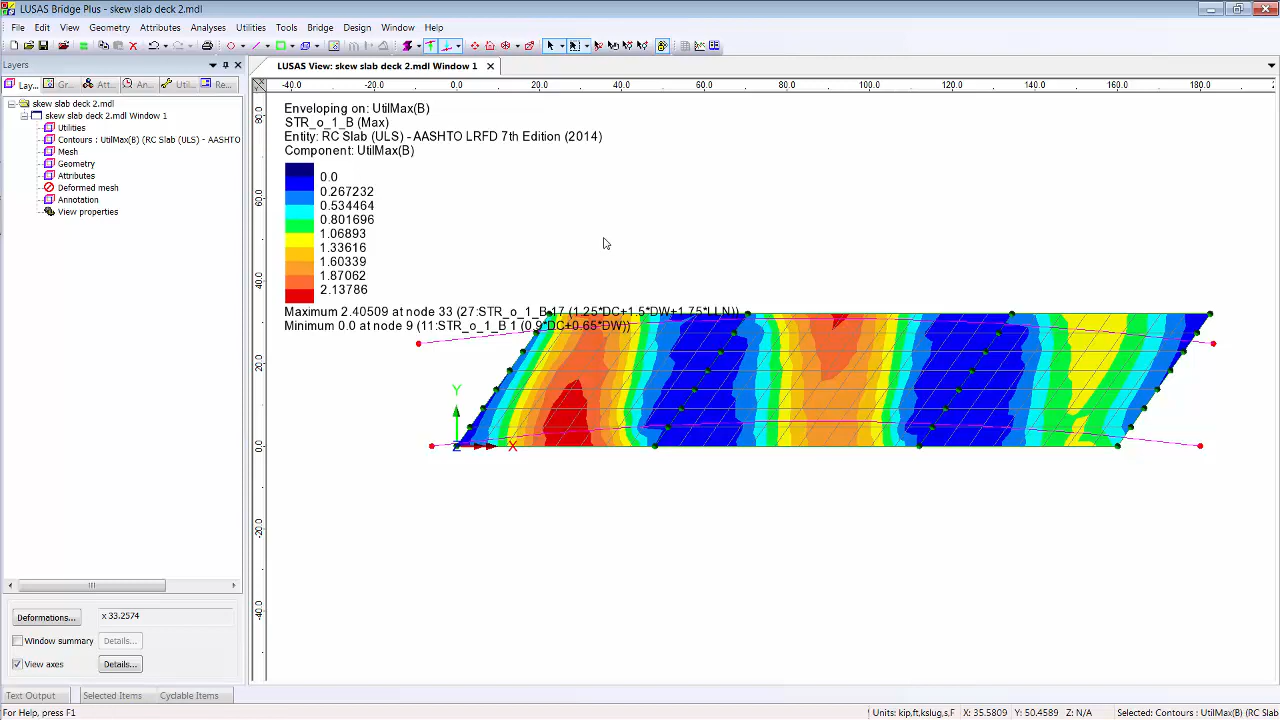 LUSAS Bridge Plus - skew slab deck 2.mdl
File Edit View Geometry Attributes Analyses Utilities Tools Bridge Design Window Help
Layers
LUSAS View: skew slab deck 2.mdl Window 1
Lay... Gr... Att... An... Util... Re...
-40.0 -20.0 0.0 20.0 40.0 60.0 80.0 100.0 120.0 140.0 160.0 180.0
skew slab deck 2.mdl
skew slab deck 2.mdl Window 1
Utilities
Contours : UtilMax(B) (RC Slab (ULS) - AASHTO
Mesh
Geometry
Attributes
Deformed mesh
Annotation
View properties
80.0
60.0
40.0
20.0
0.0
-20.0
-40.0
Enveloping on: UtilMax(B)
STR_o_1_B (Max)
Entity: RC Slab (ULS) - AASHTO LRFD 7th Edition (2014)
Component: UtilMax(B)
0.0
0.267232
0.534464
0.801696
1.06893
1.33616
1.60339
1.87062
2.13786
Maximum 2.40509 at node 33 (27:STR_o_1_B 17 (1.25*DC+1.5*DW+1.75*LLN))
Minimum 0.0 at node 9 (11:STR_o_1_B 1 (0.9*DC+0.65*DW))
Y
Z X
Deformations... x 33.2574
Window summary Details...
View axes Details...
Text Output Selected Items Cyclable Items
For Help, press F1 Units: kip,ft,kslug,s,F X: 35.5809 Y: 50.4589 Z: N/A Selected: Contours : UtilMax(B) (RC Slab